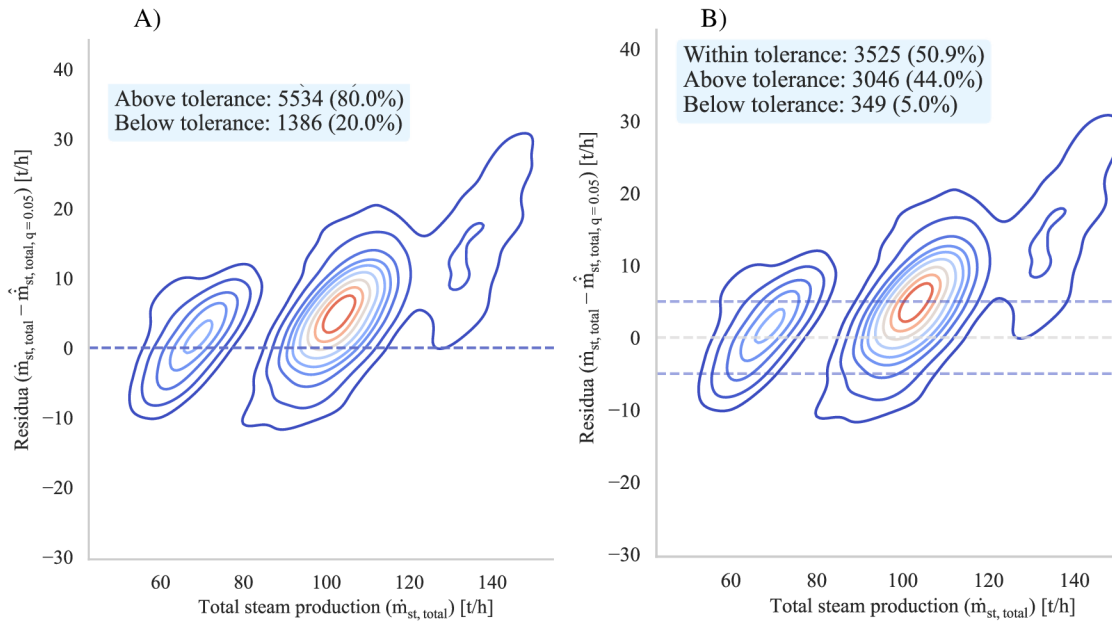 A)
Above tolerance: 5534 (80.0%)
Below tolerance: 1386 (20.0%)
40
30
20
10
0
−10
−20
−30
60
80
100
120
140
Residua (ṁst, total − m̂̇st, total, q = 0.05) [t/h]
Total steam production (ṁst, total) [t/h]
B)
Within tolerance: 3525 (50.9%)
Above tolerance: 3046 (44.0%)
Below tolerance: 349 (5.0%)
40
30
20
10
0
−10
−20
−30
60
80
100
120
140
Residua (ṁst, total − m̂̇st, total, q = 0.05) [t/h]
Total steam production (ṁst, total) [t/h]